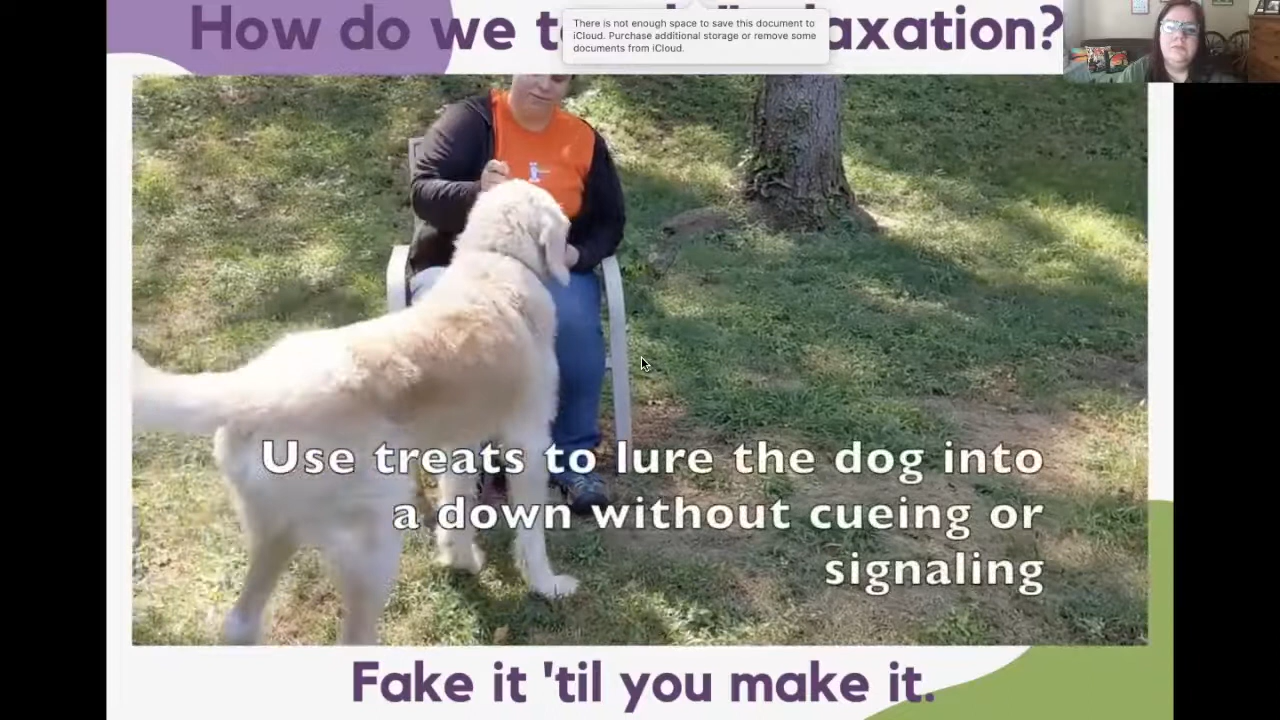 How do we t "laxation?
There is not enough space to save this document to
iCloud. Purchase additional storage or remove some
documents from iCloud.
Use treats to lure the dog into
a down without cueing or
signaling
Fake it 'til you make it.